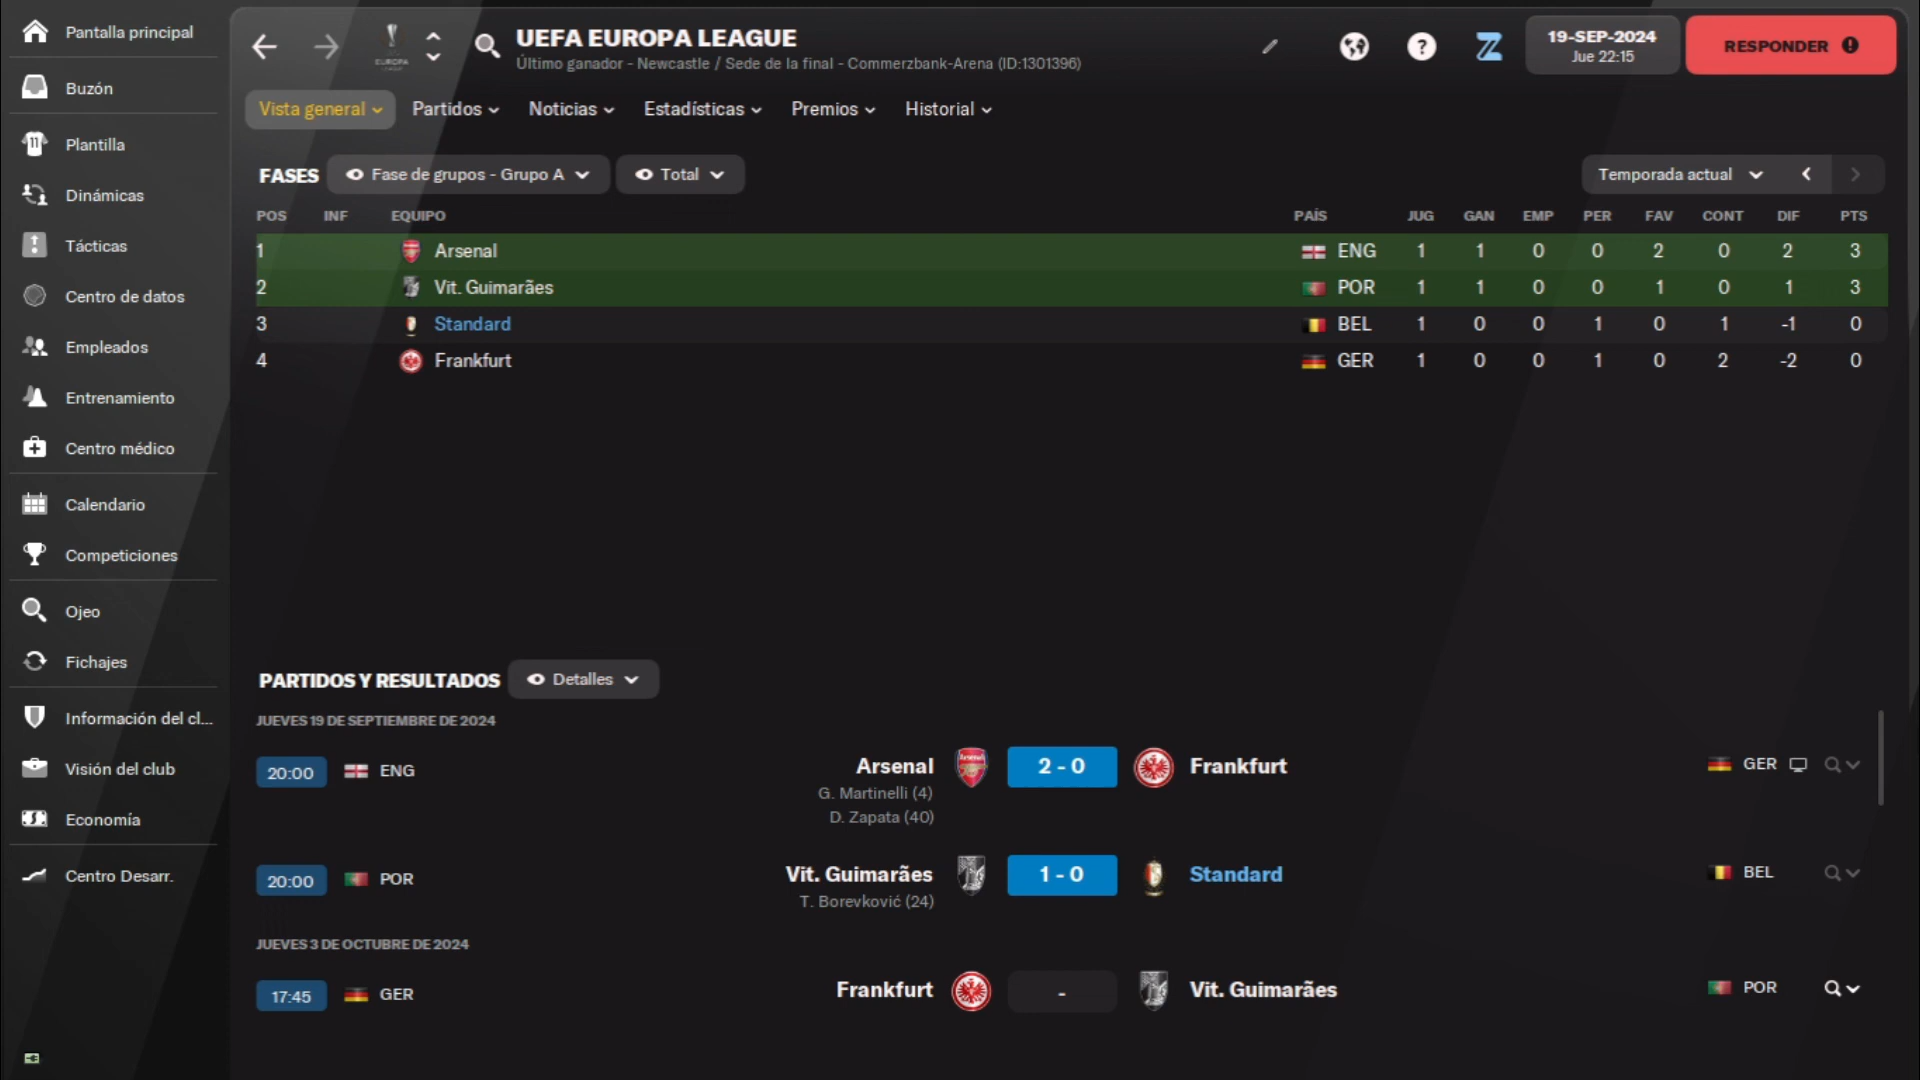 Pantalla principal
Buzón
Plantilla
Dinámicas
Tácticas
Centro de datos
Empleados
Entrenamiento
Centro médico
Calendario
Competiciones
Ojeo
Fichajes
Información del cl...
Visión del club
Economía
Centro Desarr.
EUROPA
UEFA EUROPA LEAGUE
Último ganador - Newcastle / Sede de la final - Commerzbank-Arena (ID:1301396)
19-SEP-2024
Jue 22:15
RESPONDER
Vista general Partidos Noticias Estadísticas Premios Historial
FASES Fase de grupos - Grupo A Total Temporada actual
POS INF EQUIPO PAÍS JUG GAN EMP PER FAV CONT DIF PTS
1 Arsenal ENG 1 1 0 0 2 0 2 3
2 Vit. Guimarães POR 1 1 0 0 1 0 1 3
3 Standard BEL 1 0 0 1 0 1 -1 0
4 Frankfurt GER 1 0 0 1 0 2 -2 0
PARTIDOS Y RESULTADOS Detalles
JUEVES 19 DE SEPTIEMBRE DE 2024
20:00 ENG Arsenal 2 - 0 Frankfurt GER
G. Martinelli (4)
D. Zapata (40)
20:00 POR Vit. Guimarães 1 - 0 Standard BEL
T. Borevković (24)
JUEVES 3 DE OCTUBRE DE 2024
17:45 GER Frankfurt - Vit. Guimarães POR